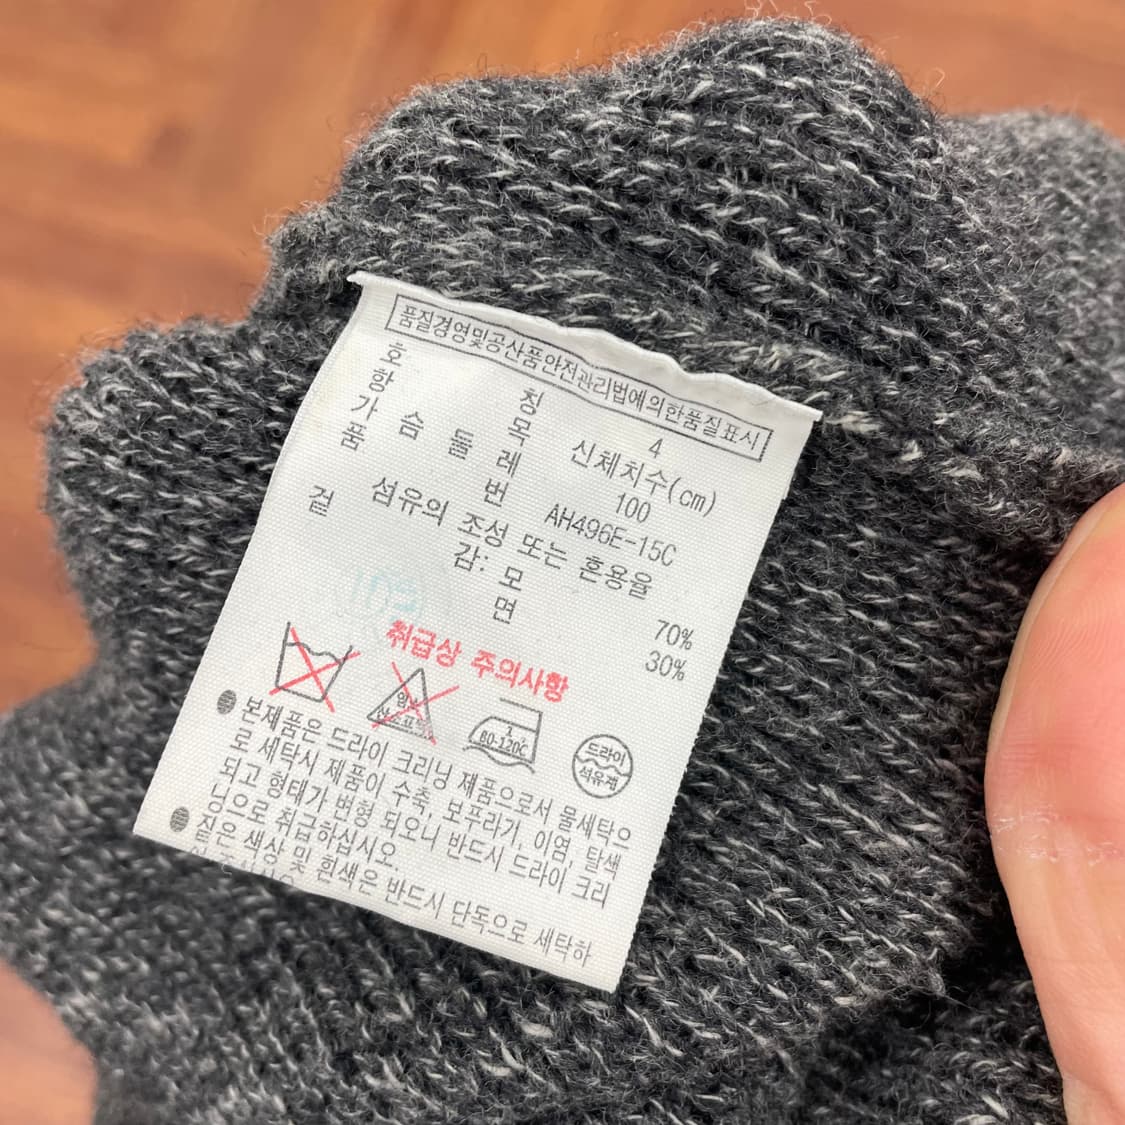 품질경영및공산품안전관리법에의한품질표시
호 칭 4
항 목 신체치수(cm)
가 슴 둘 레 100
품 번 AH496E-15C
섬유의 조성 또는 혼용율
겉 감: 모 70%
면 30%
취급상 주의사항
산소표백
1
80-120C
드라이
석유계
● 본제품은 드라이 크리닝 제품으로서 물세탁으
로 세탁시 제품이 수축, 보푸라기, 이염, 탈색
되고 형태가 변형 되오니 반드시 드라이 크리
닝으로 취급하십시오.
● 짙은 색상 및 흰색은 반드시 단독으로 세탁하